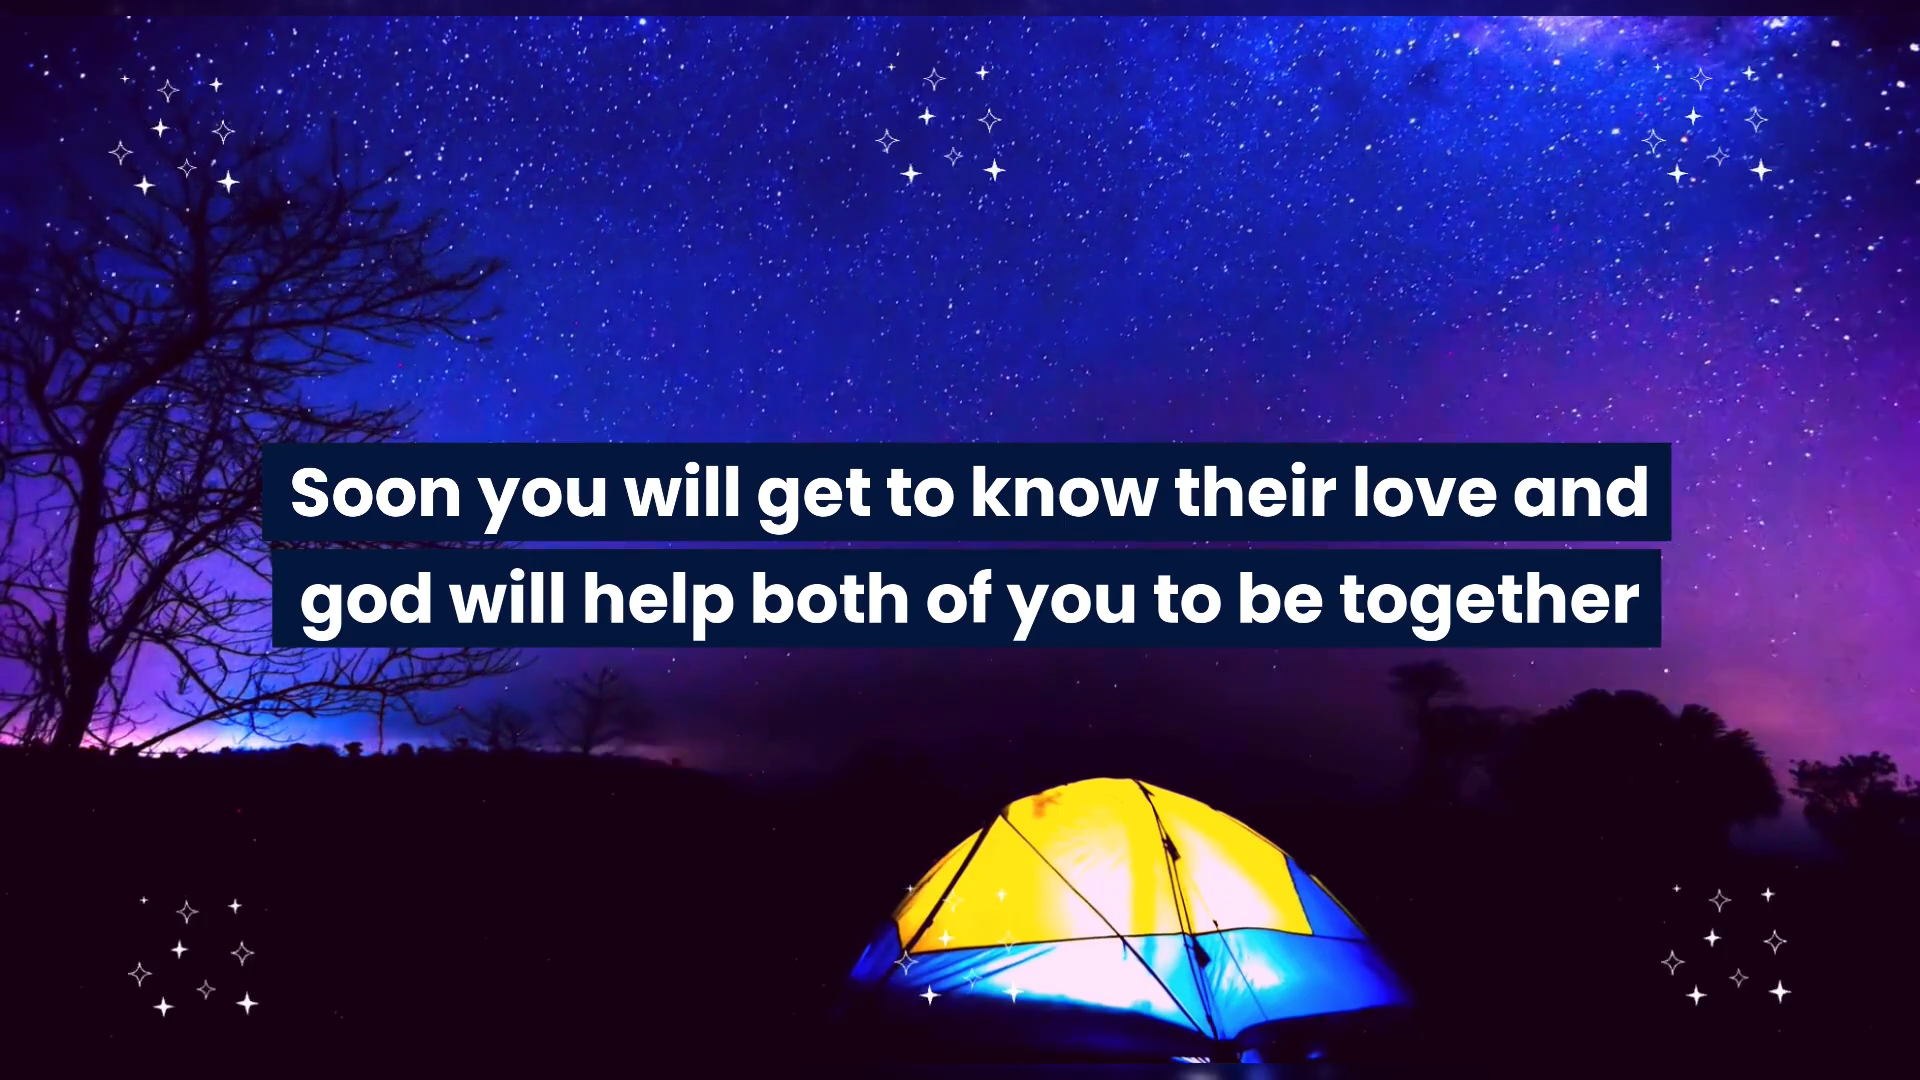 Soon you will get to know their love and
god will help both of you to be together